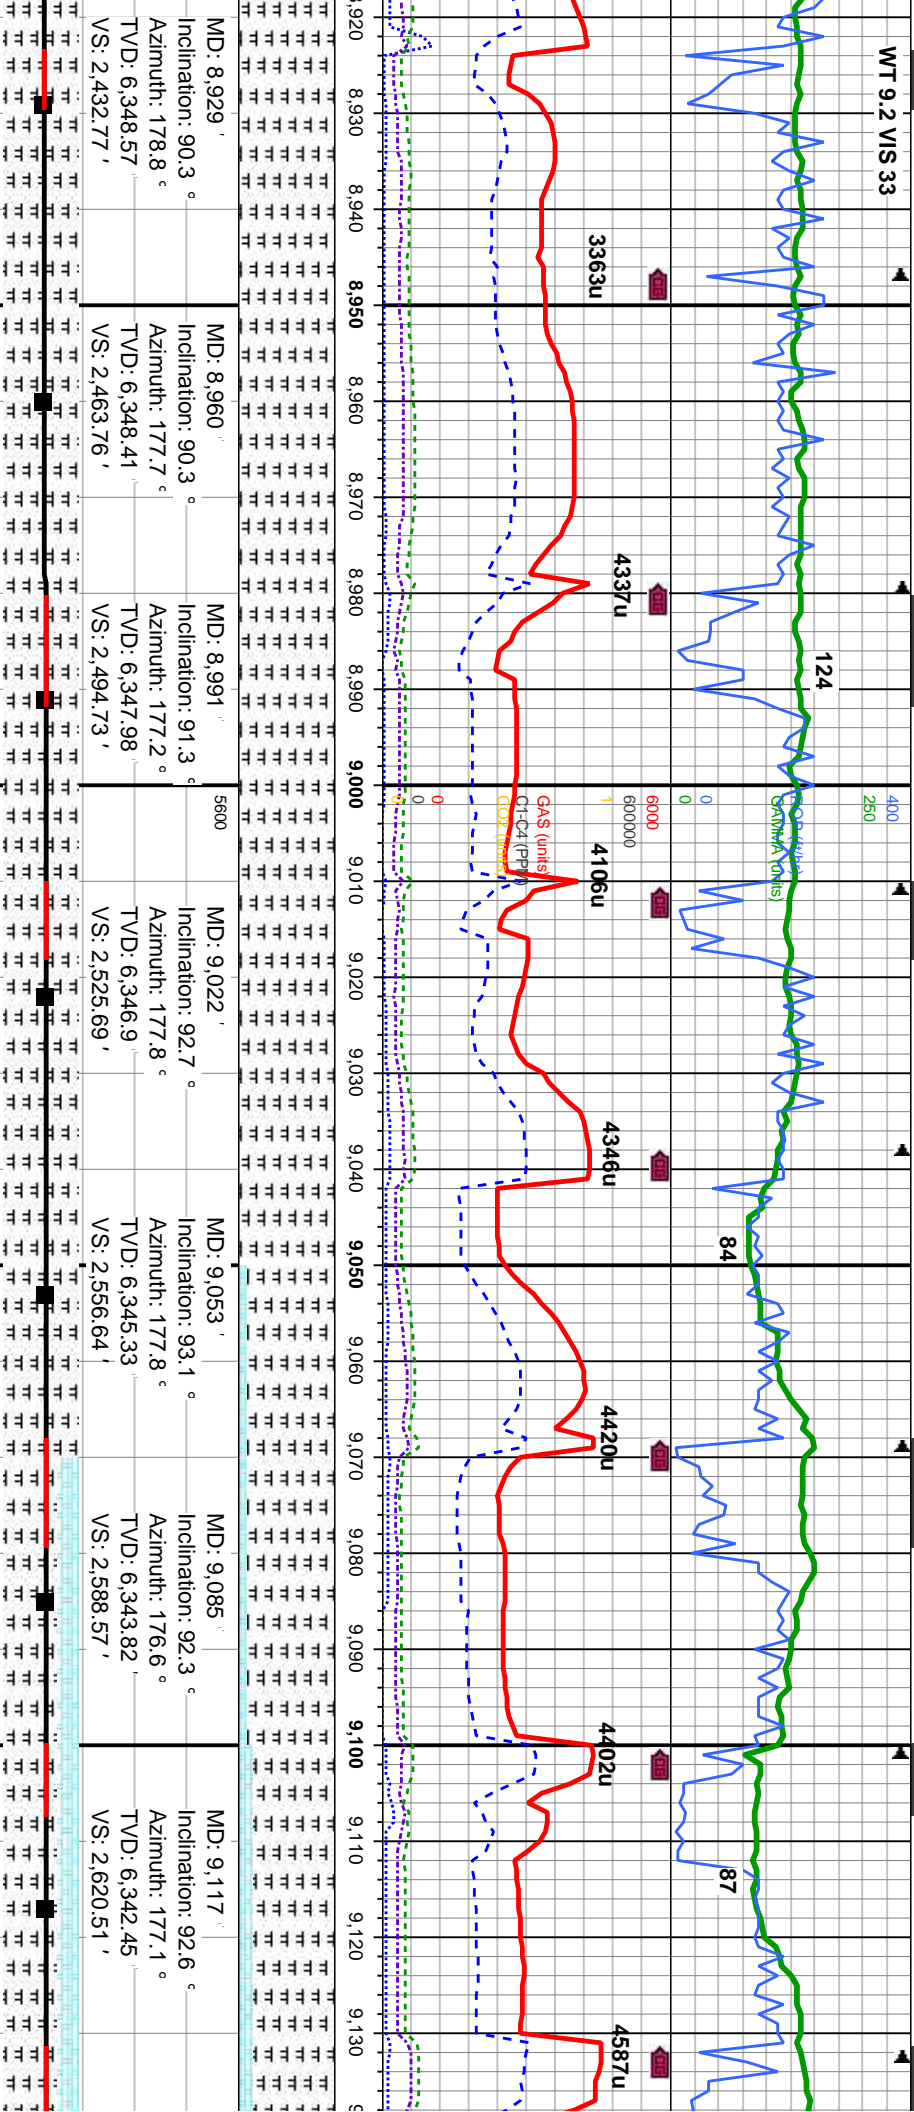 WT 9.2 VIS 33
124
84
87
400
250
ROP (ft/hr)
GAMMA (units)
0
0
3363u
4337u
4106u
4346u
4420u
4402u
4587u
6000
600000
1
GAS (units)
C1-C4 (PPM)
CO2 (units)
0
0
0
8,920
8,930
8,940
8,950
8,960
8,970
8,980
8,990
9,000
9,010
9,020
9,030
9,040
9,050
9,060
9,070
9,080
9,090
9,100
9,110
9,120
9,130
5600
MD: 8,929 '
Inclination: 90.3 °
Azimuth: 178.8 °
TVD: 6,348.57 '
VS: 2,432.77 '
MD: 8,960 '
Inclination: 90.3 °
Azimuth: 177.7 °
TVD: 6,348.41 '
VS: 2,463.76 '
MD: 8,991 '
Inclination: 91.3 °
Azimuth: 177.2 °
TVD: 6,347.98 '
VS: 2,494.73 '
MD: 9,022 '
Inclination: 92.7 °
Azimuth: 177.8 °
TVD: 6,346.9 '
VS: 2,525.69 '
MD: 9,053 '
Inclination: 93.1 °
Azimuth: 177.8 °
TVD: 6,345.33 '
VS: 2,556.64 '
MD: 9,085 '
Inclination: 92.3 °
Azimuth: 176.6 °
TVD: 6,343.82 '
VS: 2,588.57 '
MD: 9,117 '
Inclination: 92.6 °
Azimuth: 177.1 °
TVD: 6,342.45 '
VS: 2,620.51 '